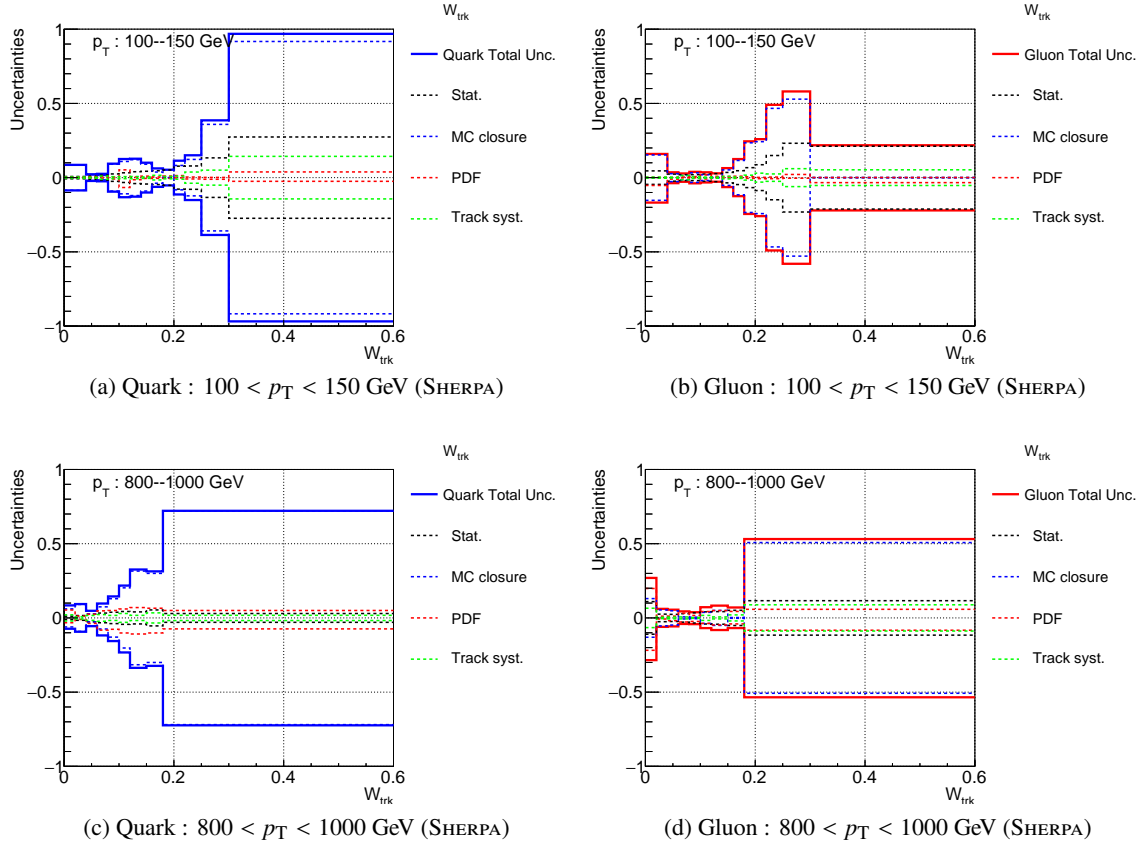 W_trk
p_T : 100--150 GeV
Uncertainties
1
0.5
0
−0.5
−1
0 0.2 0.4 0.6
W_trk
Quark Total Unc.
Stat.
MC closure
PDF
Track syst.
(a) Quark : 100 < p_T < 150 GeV (SHERPA)
W_trk
p_T : 100--150 GeV
Uncertainties
1
0.5
0
−0.5
−1
0 0.2 0.4 0.6
W_trk
Gluon Total Unc.
Stat.
MC closure
PDF
Track syst.
(b) Gluon : 100 < p_T < 150 GeV (SHERPA)
W_trk
p_T : 800--1000 GeV
Uncertainties
1
0.5
0
−0.5
−1
0 0.2 0.4 0.6
W_trk
Quark Total Unc.
Stat.
MC closure
PDF
Track syst.
(c) Quark : 800 < p_T < 1000 GeV (SHERPA)
W_trk
p_T : 800--1000 GeV
Uncertainties
1
0.5
0
−0.5
−1
0 0.2 0.4 0.6
W_trk
Gluon Total Unc.
Stat.
MC closure
PDF
Track syst.
(d) Gluon : 800 < p_T < 1000 GeV (SHERPA)